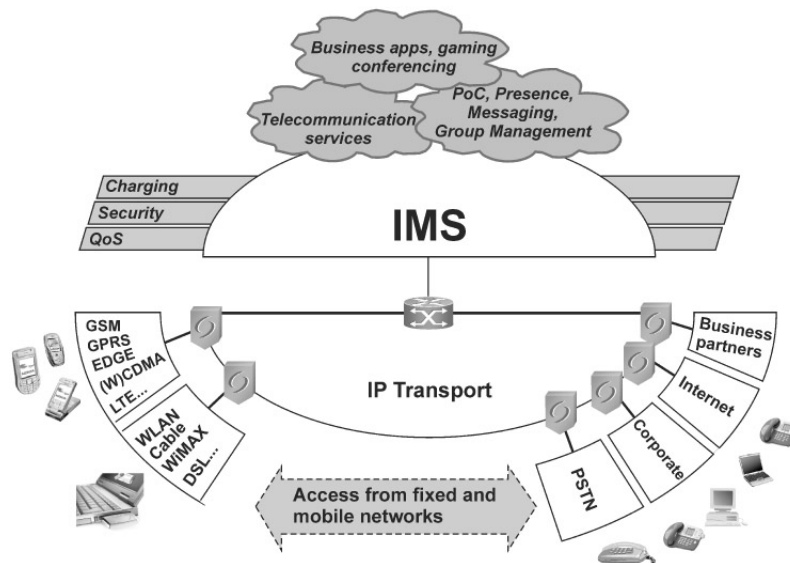 Business apps, gaming
conferencing
PoC, Presence,
Messaging,
Group Management
Telecommunication
services
Charging
Security
QoS
IMS
GSM
GPRS
EDGE
(W)CDMA
LTE...
WLAN
Cable
WiMAX
DSL...
IP Transport
Business
partners
Internet
Corporate
PSTN
Access from fixed and
mobile networks